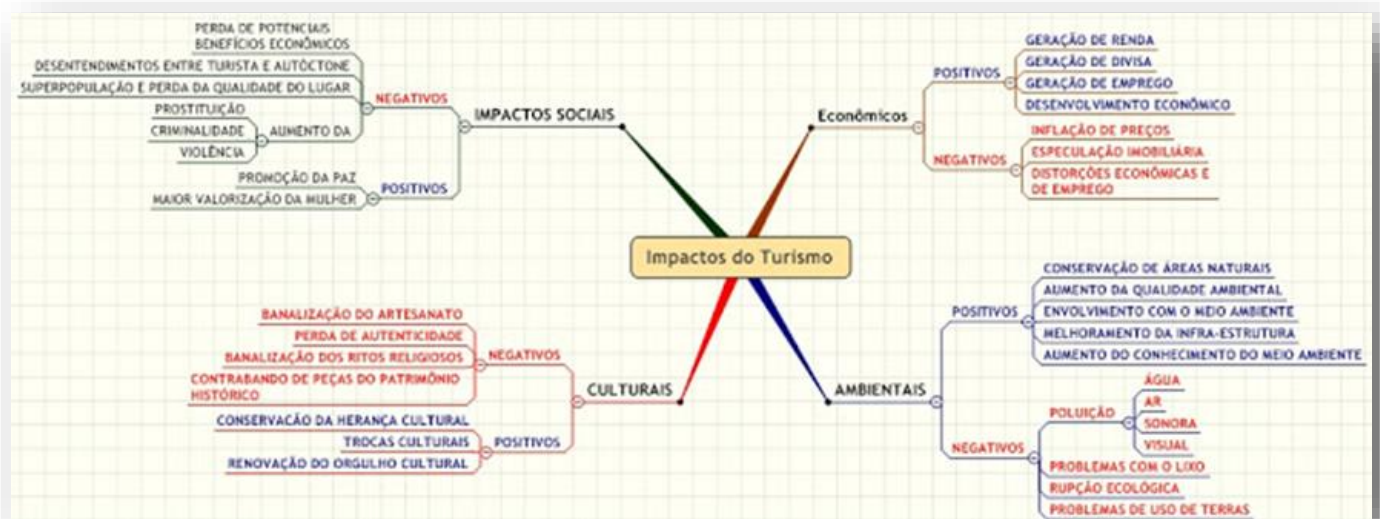 Impactos do Turismo
IMPACTOS SOCIAIS
NEGATIVOS
PERDA DE POTENCIAIS
BENEFÍCIOS ECONÔMICOS
DESENTENDIMENTOS ENTRE TURISTA E AUTÓCTONE
SUPERPOPULAÇÃO E PERDA DA QUALIDADE DO LUGAR
AUMENTO DA
PROSTITUIÇÃO
CRIMINALIDADE
VIOLÊNCIA
POSITIVOS
PROMOÇÃO DA PAZ
MAIOR VALORIZAÇÃO DA MULHER
Econômicos
POSITIVOS
GERAÇÃO DE RENDA
GERAÇÃO DE DIVISA
GERAÇÃO DE EMPREGO
DESENVOLVIMENTO ECONÔMICO
NEGATIVOS
INFLAÇÃO DE PREÇOS
ESPECULAÇÃO IMOBILIÁRIA
DISTORÇÕES ECONÔMICAS E
DE EMPREGO
CULTURAIS
NEGATIVOS
BANALIZAÇÃO DO ARTESANATO
PERDA DE AUTENTICIDADE
BANALIZAÇÃO DOS RITOS RELIGIOSOS
CONTRABANDO DE PEÇAS DO PATRIMÔNIO
HISTÓRICO
POSITIVOS
CONSERVACÃO DA HERANÇA CULTURAL
TROCAS CULTURAIS
RENOVAÇÃO DO ORGULHO CULTURAL
AMBIENTAIS
POSITIVOS
CONSERVAÇÃO DE ÁREAS NATURAIS
AUMENTO DA QUALIDADE AMBIENTAL
ENVOLVIMENTO COM O MEIO AMBIENTE
MELHORAMENTO DA INFRA-ESTRUTURA
AUMENTO DO CONHECIMENTO DO MEIO AMBIENTE
NEGATIVOS
POLUIÇÃO
ÁGUA
AR
SONORA
VISUAL
PROBLEMAS COM O LIXO
RUPÇÃO ECOLÓGICA
PROBLEMAS DE USO DE TERRAS